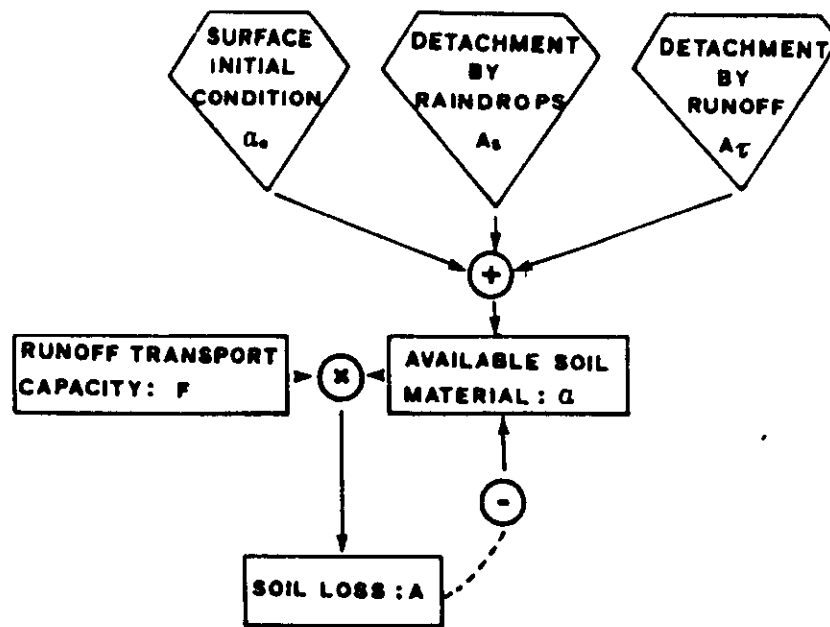 SURFACE
INITIAL
CONDITION
α₀
DETACHMENT
BY
RAINDROPS
As
DETACHMENT
BY
RUNOFF
Aτ
+
RUNOFF TRANSPORT
CAPACITY: F
×
AVAILABLE SOIL
MATERIAL: α
-
SOIL LOSS: A